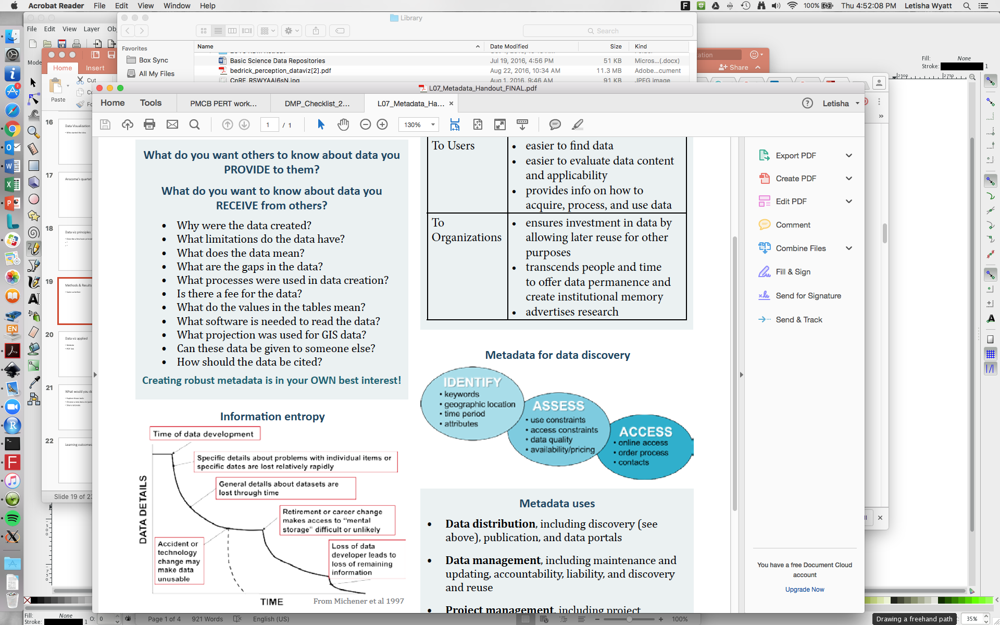 Acrobat Reader File Edit View Window Help
100% Thu 4:52:08 PM Letisha Wyatt
File Edit View Layer Ob
Library
Search
Favorites
Box Sync
All My Files
Name Date Modified Size Kind
Basic Science Data Repositories Jul 19, 2016, 4:56 PM 51 KB Micros...(.docx)
bedrick_perception_dataviz[2].pdf Aug 22, 2016, 10:34 AM 11.3 MB Adobe...cument
Aug 1, 2016, 9:46 AM 91 KB JPEG image
Mode
Home Insert
Cut
Paste
Share
Fill: None
Stroke: 1
L07_Metadata_Handout_FINAL.pdf
Home Tools PMCB PERT work... DMP_Checklist_2... L07_Metadata_Ha... ×
Letisha
1 / 1 130%
16
Data Visualization
17
Anscome's quartet
18
Data viz principles
19
Methods & Results
20
Data viz applied
• Website
21
What would you do
22
Learning outcomes
Slide 19 of 23
What do you want others to know about data you
PROVIDE to them?
What do you want to know about data you
RECEIVE from others?
• Why were the data created?
• What limitations do the data have?
• What does the data mean?
• What are the gaps in the data?
• What processes were used in data creation?
• Is there a fee for the data?
• What do the values in the tables mean?
• What software is needed to read the data?
• What projection was used for GIS data?
• Can these data be given to someone else?
• How should the data be cited?
Creating robust metadata is in your OWN best interest!
Information entropy
Time of data development
Specific details about problems with individual items or
specific dates are lost relatively rapidly
General details about datasets are
lost through time
Retirement or career change
makes access to "mental
storage" difficult or unlikely
Accident or
technology
change may
make data
unusable
Loss of data
developer leads to
loss of remaining
information
DATA DETAILS
TIME
From Michener et al 1997
To Users
• easier to find data
• easier to evaluate data content
and applicability
• provides info on how to
acquire, process, and use data
To
Organizations
• ensures investment in data by
allowing later reuse for other
purposes
• transcends people and time
to offer data permanence and
create institutional memory
• advertises research
Metadata for data discovery
IDENTIFY
• keywords
• geographic location
• time period
• attributes
ASSESS
• use constraints
• access constraints
• data quality
• availability/pricing
ACCESS
• online access
• order process
• contacts
Metadata uses
• Data distribution, including discovery (see
above), publication, and data portals
• Data management, including maintenance and
updating, accountability, liability, and discovery
and reuse
• Project management, including project
Export PDF
Create PDF
Edit PDF
Comment
Combine Files
Fill & Sign
Send for Signature
Send & Track
You have a free Document Cloud
account
Upgrade Now
Fill: None
Stroke: 1 O: 0
Page 1 of 4 921 Words English (US)
100%
Drawing a freehand path
35%